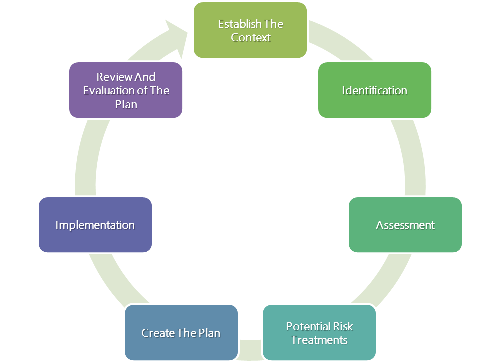 Establish The
Context
Identification
Assessment
Potential Risk
Treatments
Create The Plan
Implementation
Review And
Evaluation of The
Plan